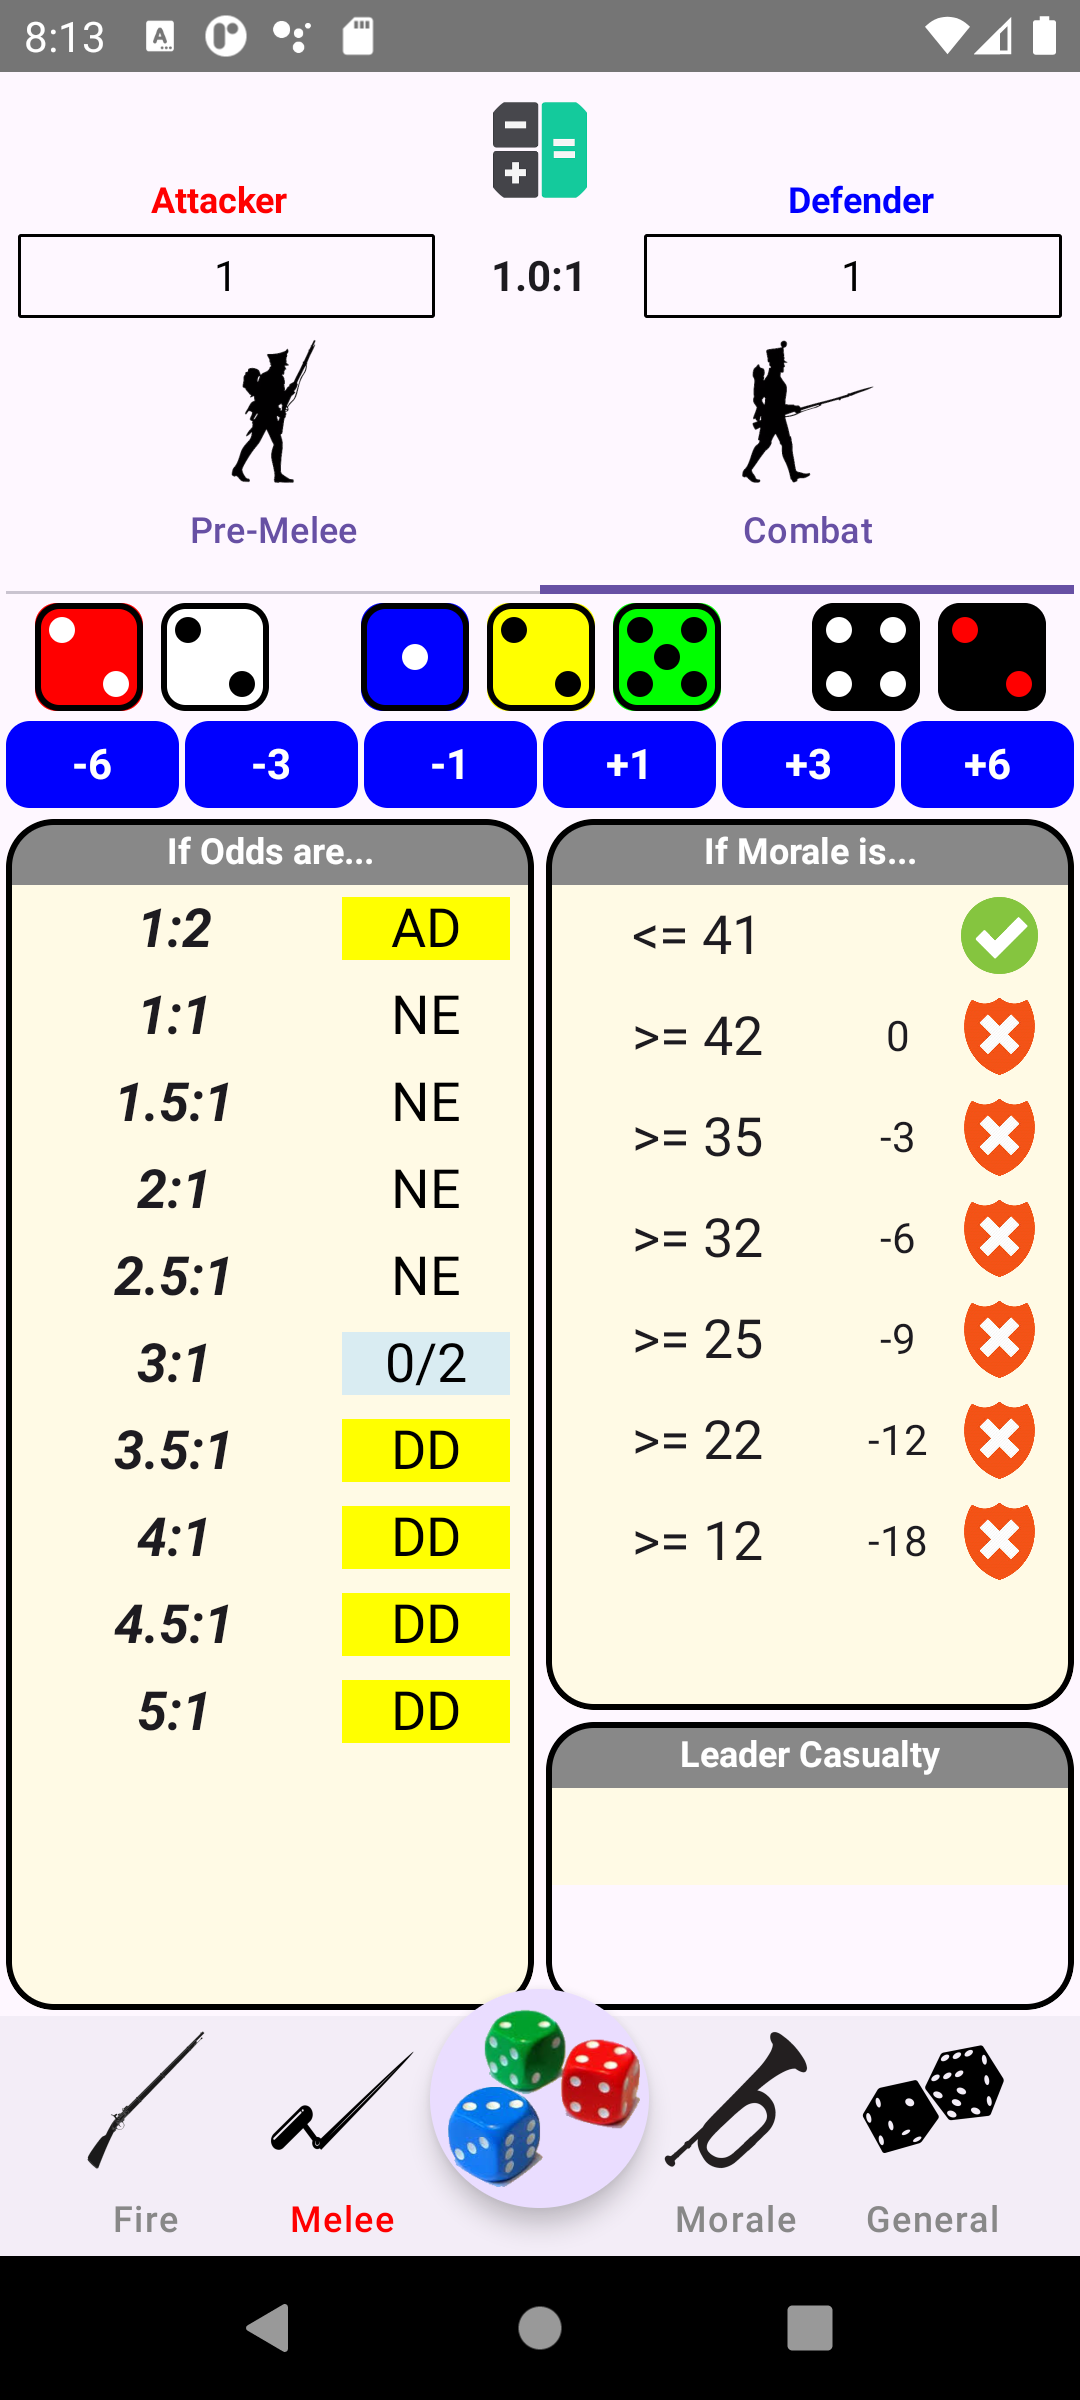 8:13
Attacker
Defender
1
1.0:1
1
Pre-Melee
Combat
-6 -3 -1 +1 +3 +6
If Odds are...
1:2 AD
1:1 NE
1.5:1 NE
2:1 NE
2.5:1 NE
3:1 0/2
3.5:1 DD
4:1 DD
4.5:1 DD
5:1 DD
If Morale is...
<= 41
>= 42 0
>= 35 -3
>= 32 -6
>= 25 -9
>= 22 -12
>= 12 -18
Leader Casualty
Fire
Melee
Morale
General